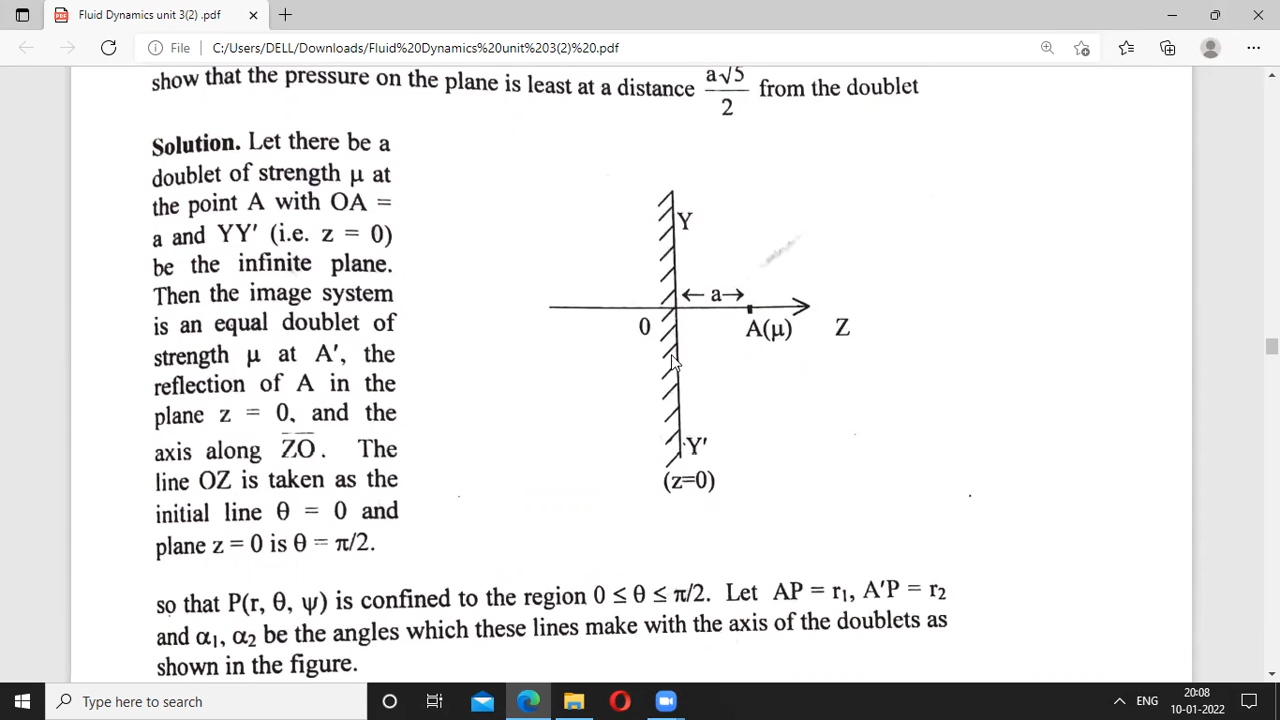 Fluid Dynamics unit 3(2) .pdf
File C:/Users/DELL/Downloads/Fluid%20Dynamics%20unit%203(2)%20.pdf
show that the pressure on the plane is least at a distance a√5/2 from the doublet
Solution. Let there be a
doublet of strength μ at
the point A with OA =
a and YY′ (i.e. z = 0)
be the infinite plane.
Then the image system
is an equal doublet of
strength μ at A′, the
reflection of A in the
plane z = 0, and the
axis along ZO. The
line OZ is taken as the
initial line θ = 0 and
plane z = 0 is θ = π/2.
Y
←a→
0
A(μ)
Z
Y'
(z=0)
so that P(r, θ, ψ) is confined to the region 0 ≤ θ ≤ π/2. Let AP = r₁, A′P = r₂
and α₁, α₂ be the angles which these lines make with the axis of the doublets as
shown in the figure.
Type here to search
ENG
20:08
10-01-2022